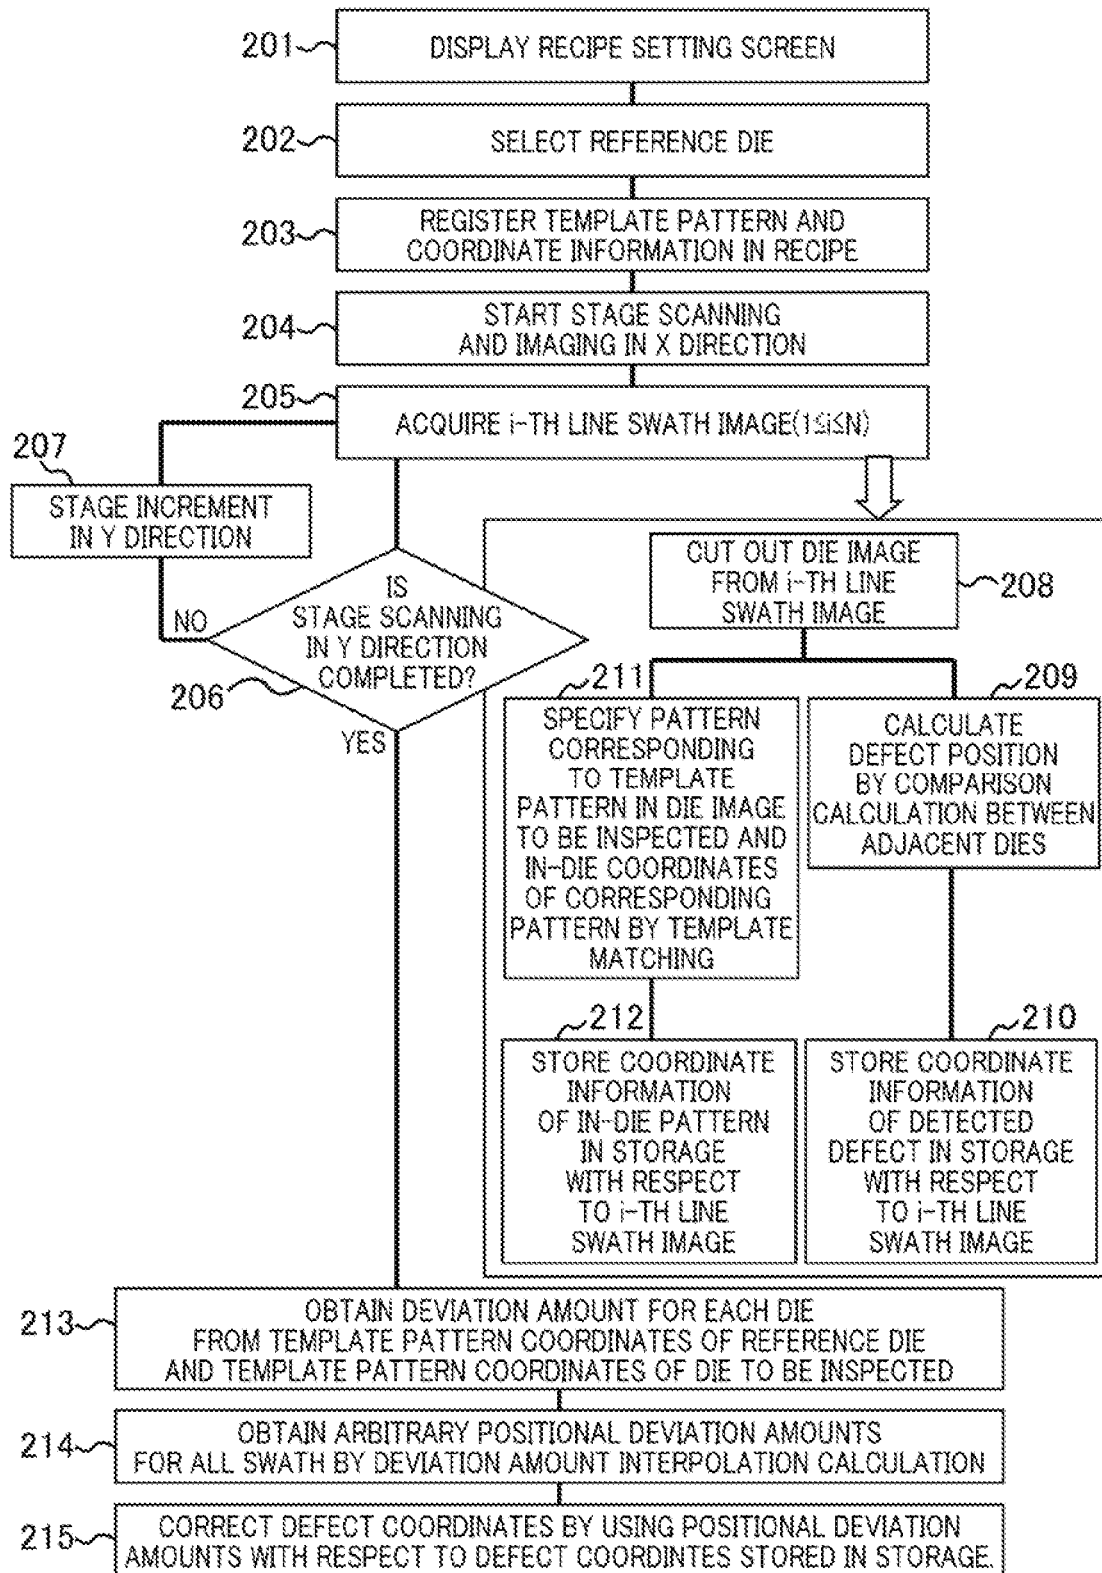 201
DISPLAY RECIPE SETTING SCREEN
202
SELECT REFERENCE DIE
203
REGISTER TEMPLATE PATTERN AND
COORDINATE INFORMATION IN RECIPE
204
START STAGE SCANNING
AND IMAGING IN X DIRECTION
205
ACQUIRE i-TH LINE SWATH IMAGE(1≤i≤N)
207
STAGE INCREMENT
IN Y DIRECTION
IS
STAGE SCANNING
IN Y DIRECTION
COMPLETED?
NO
206
YES
CUT OUT DIE IMAGE
FROM i-TH LINE
SWATH IMAGE
208
211
SPECIFY PATTERN
CORRESPONDING
TO TEMPLATE
PATTERN IN DIE IMAGE
TO BE INSPECTED AND
IN-DIE COORDINATES
OF CORRESPONDING
PATTERN BY TEMPLATE
MATCHING
209
CALCULATE
DEFECT POSITION
BY COMPARISON
CALCULATION BETWEEN
ADJACENT DIES
212
STORE COORDINATE
INFORMATION
OF IN-DIE PATTERN
IN STORAGE
WITH RESPECT
TO i-TH LINE
SWATH IMAGE
210
STORE COORDINATE
INFORMATION
OF DETECTED
DEFECT IN STORAGE
WITH RESPECT
TO i-TH LINE
SWATH IMAGE
213
OBTAIN DEVIATION AMOUNT FOR EACH DIE
FROM TEMPLATE PATTERN COORDINATES OF REFERENCE DIE
AND TEMPLATE PATTERN COORDINATES OF DIE TO BE INSPECTED
214
OBTAIN ARBITRARY POSITIONAL DEVIATION AMOUNTS
FOR ALL SWATH BY DEVIATION AMOUNT INTERPOLATION CALCULATION
215
CORRECT DEFECT COORDINATES BY USING POSITIONAL DEVIATION
AMOUNTS WITH RESPECT TO DEFECT COORDINTES STORED IN STORAGE.